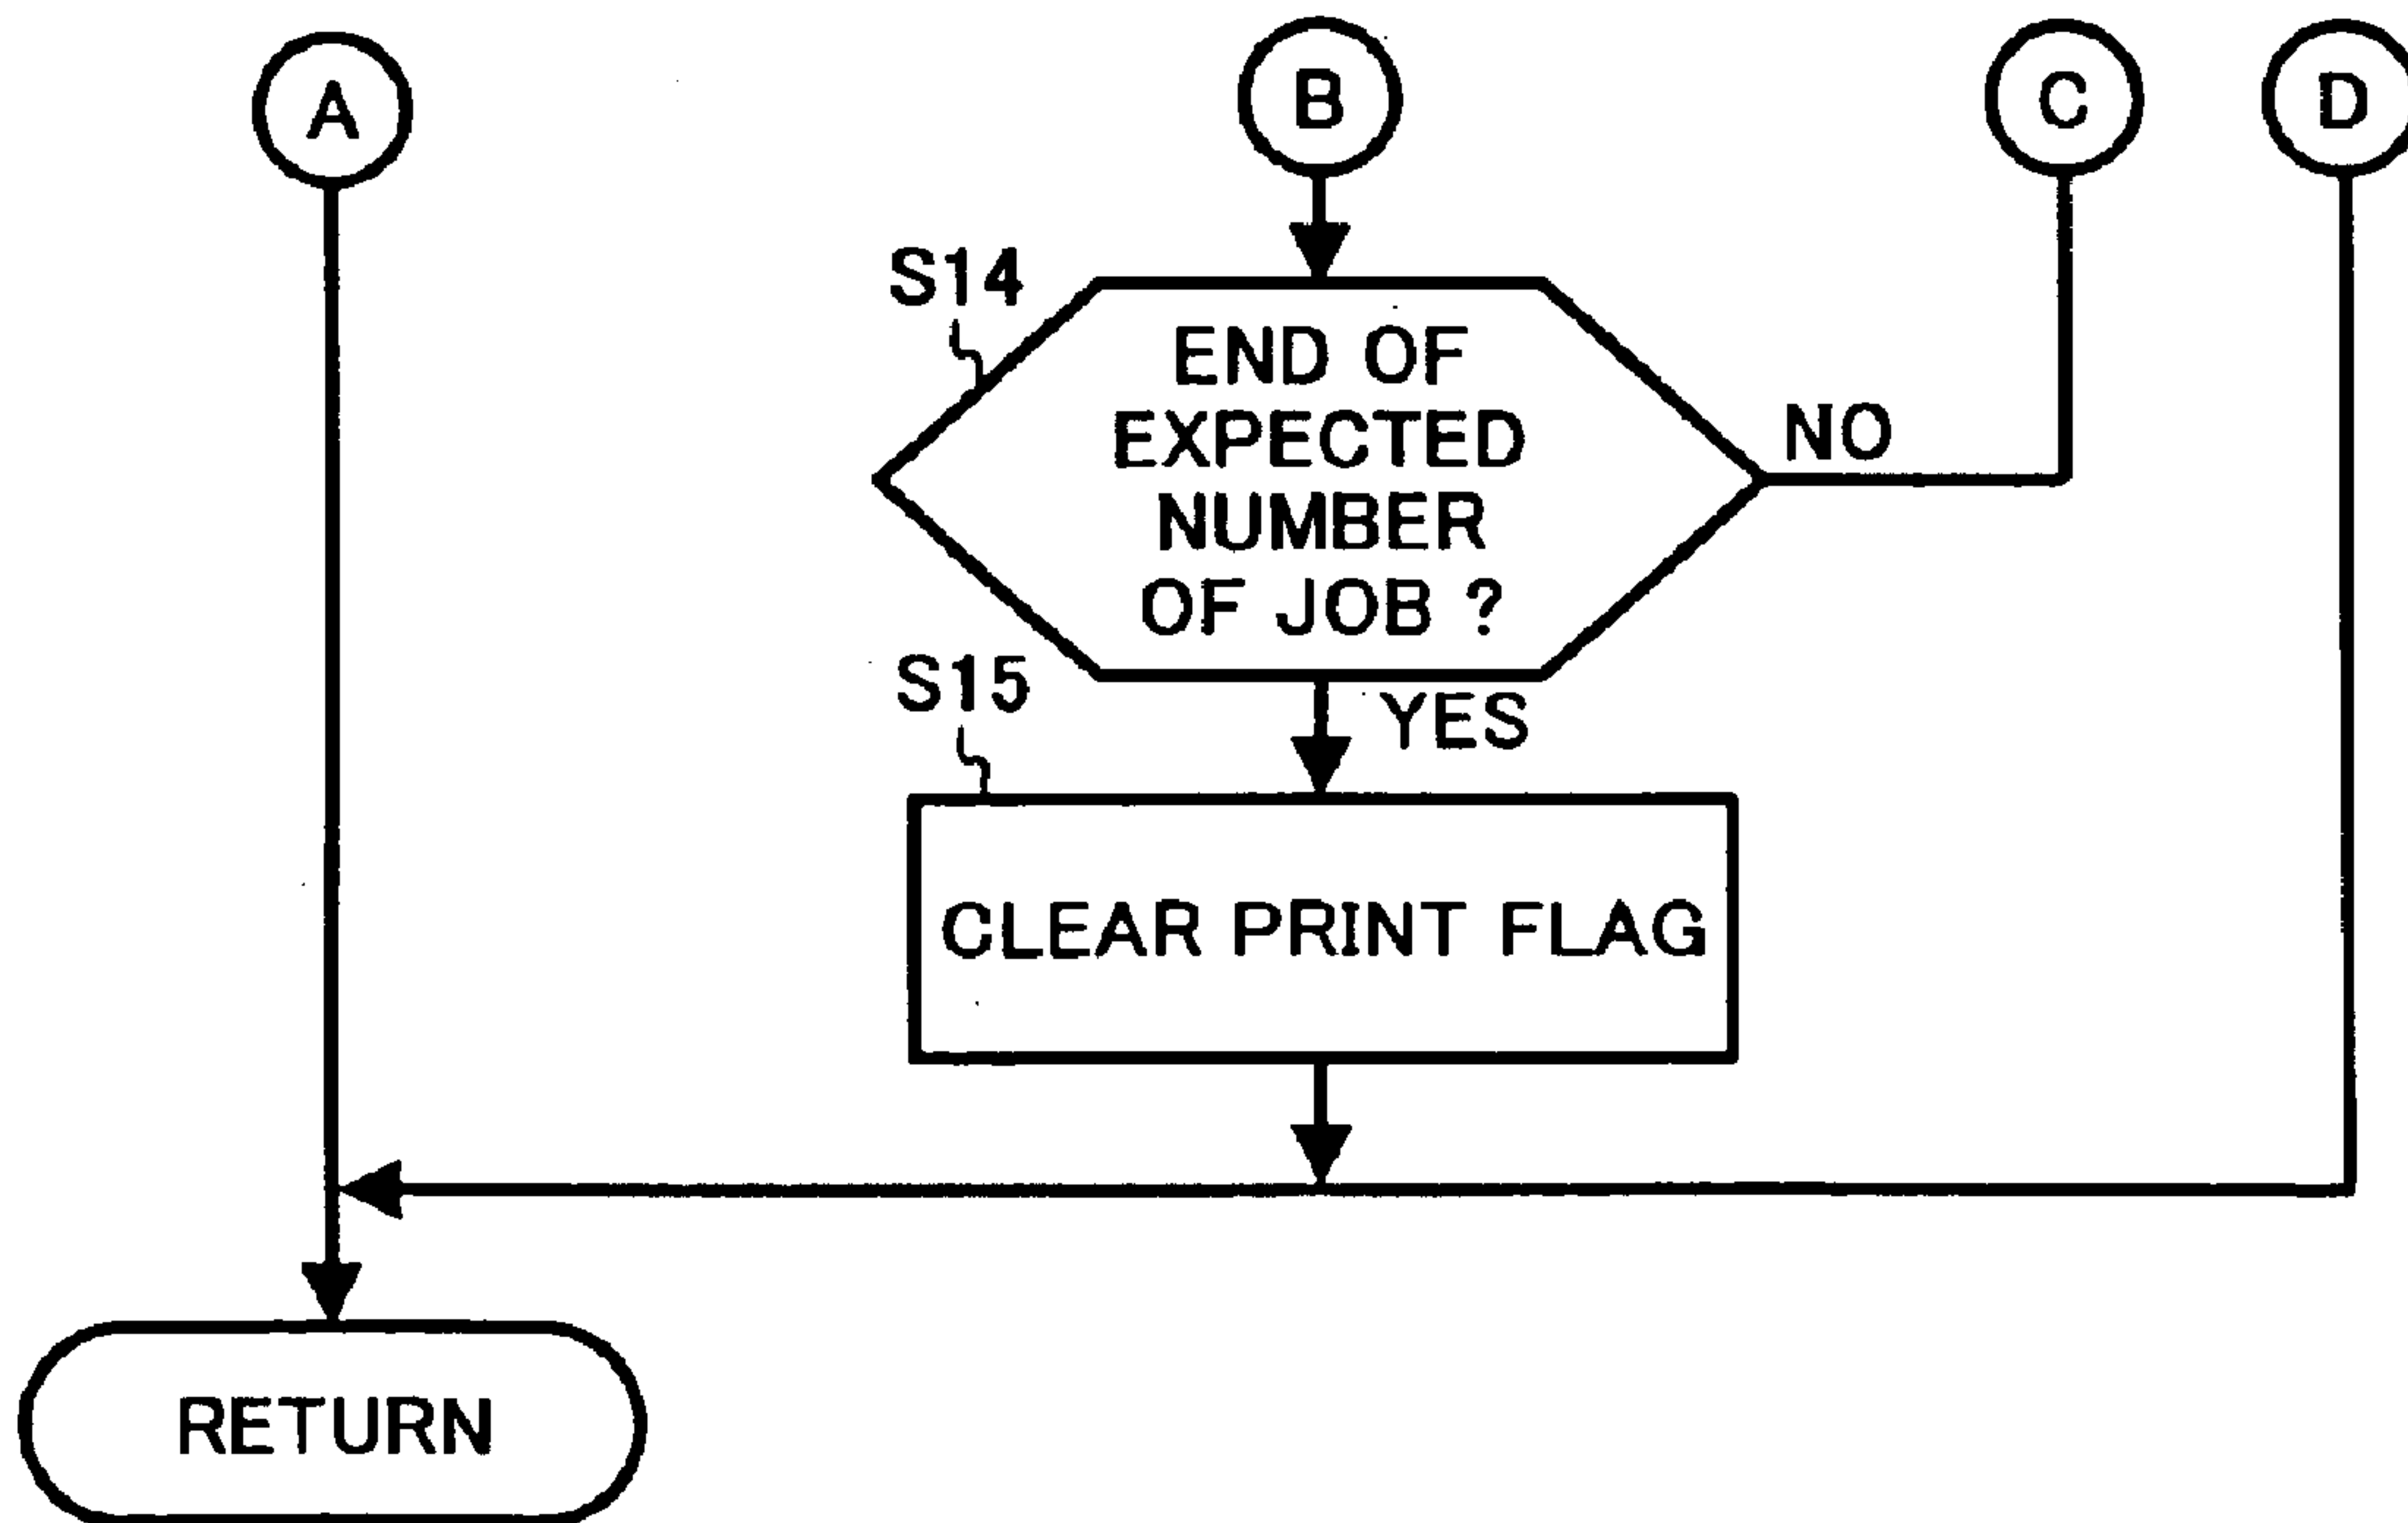 A
B
C
D
S14
END OF
EXPECTED
NUMBER
OF JOB ?
NO
S15
YES
CLEAR PRINT FLAG
RETURN